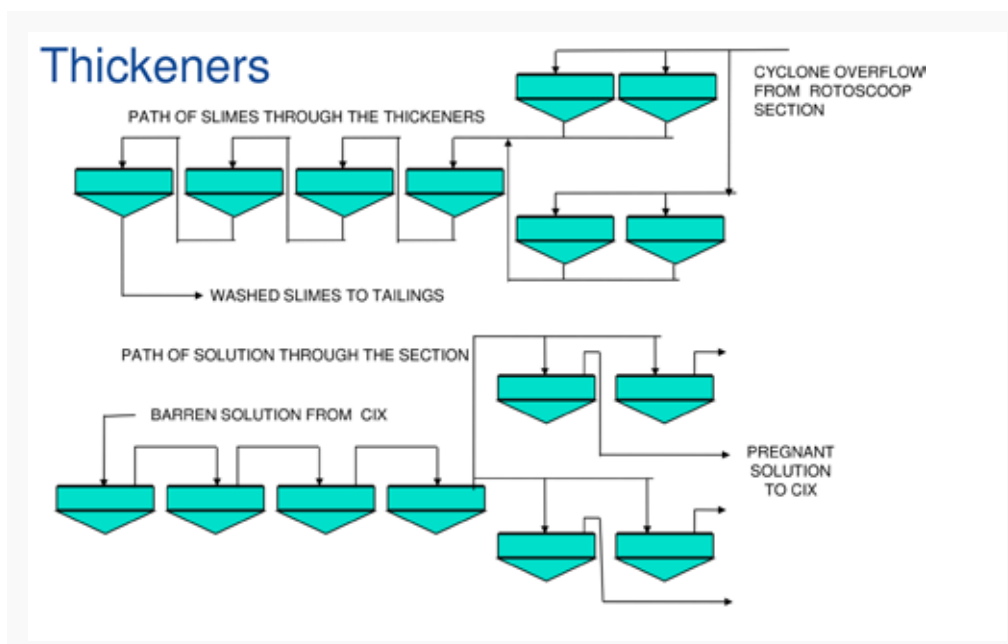 Thickeners
CYCLONE OVERFLOW
FROM ROTOSCOOP
SECTION
PATH OF SLIMES THROUGH THE THICKENERS
WASHED SLIMES TO TAILINGS
PATH OF SOLUTION THROUGH THE SECTION
BARREN SOLUTION FROM CIX
PREGNANT
SOLUTION
TO CIX